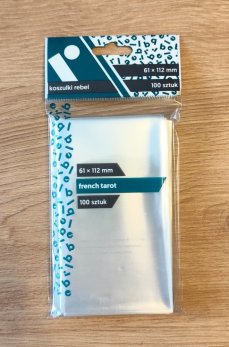 koszulki rebel
61 × 112 mm
100 sztuk
61 × 112 mm
french tarot
100 sztuk